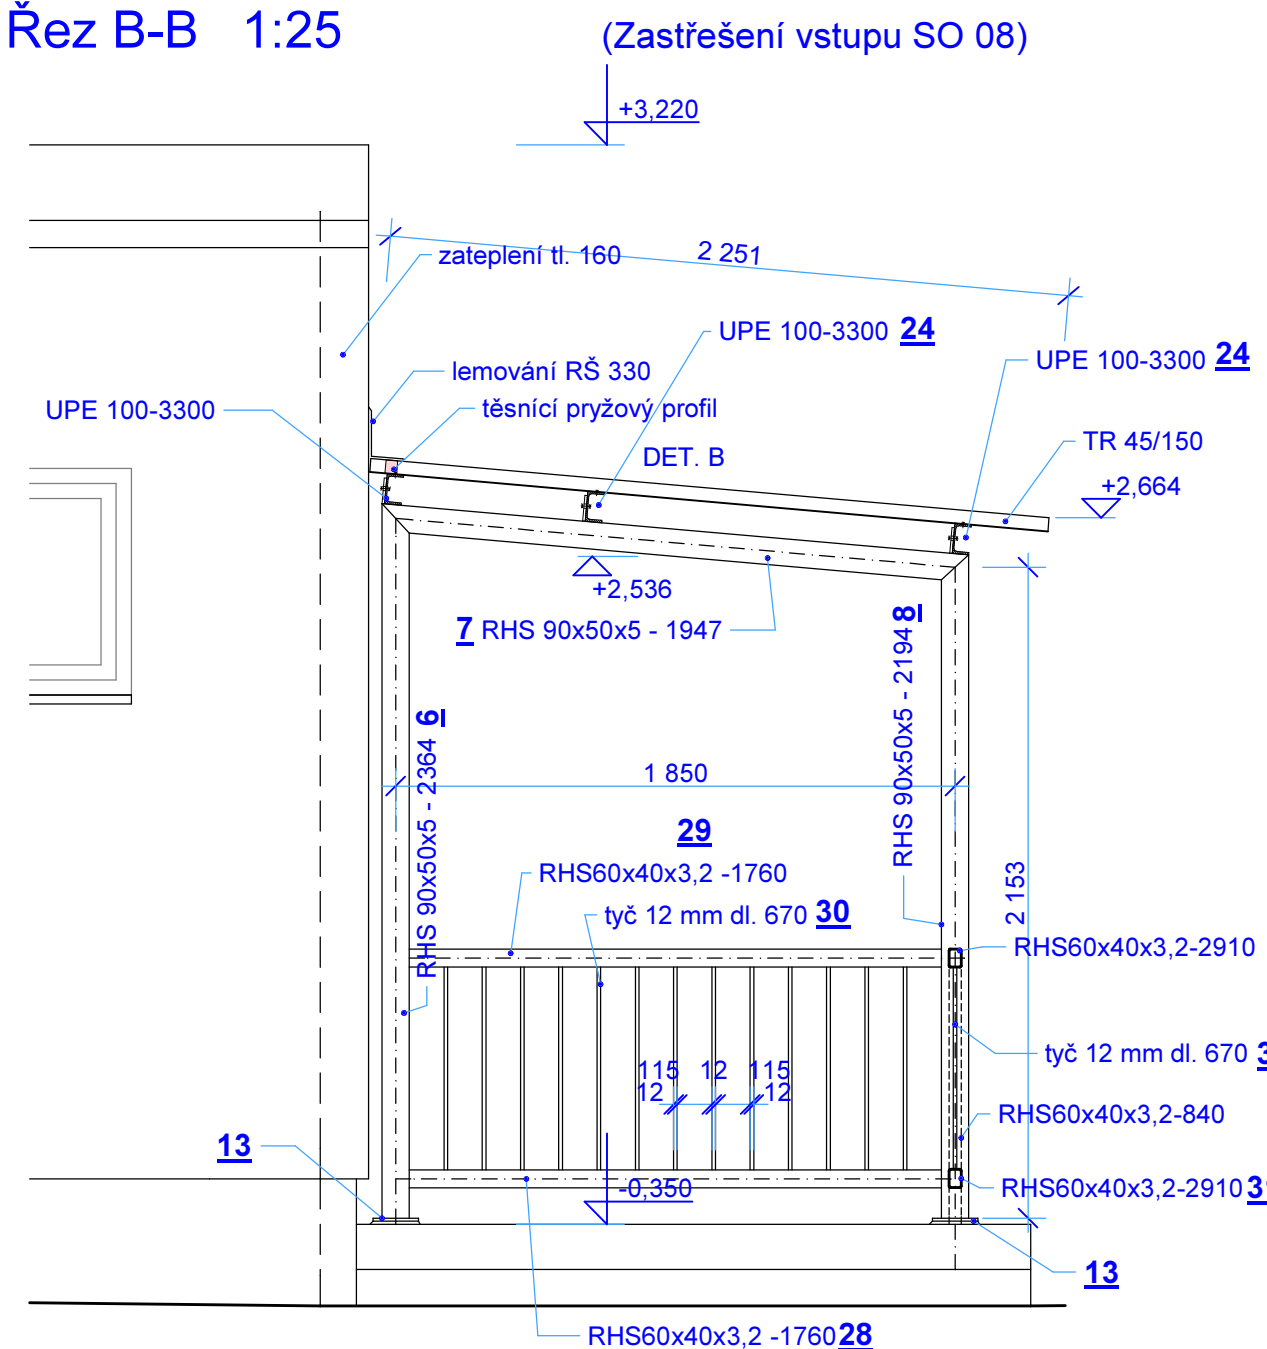 Řez B-B 1:25
(Zastřešení vstupu SO 08)
+3,220
zateplení tl. 160
2 251
UPE 100-3300 24
UPE 100-3300 24
lemování RŠ 330
UPE 100-3300
těsnící pryžový profil
DET. B
TR 45/150
+2,664
+2,536
7 RHS 90x50x5 - 1947
RHS 90x50x5 - 2364 6
RHS 90x50x5 - 2194 8
1 850
29
RHS60x40x3,2 -1760
tyč 12 mm dl. 670 30
2 153
RHS60x40x3,2-2910
tyč 12 mm dl. 670
115 12 115
12 12
RHS60x40x3,2-840
13
-0,350
RHS60x40x3,2-2910
13
RHS60x40x3,2 -1760 28